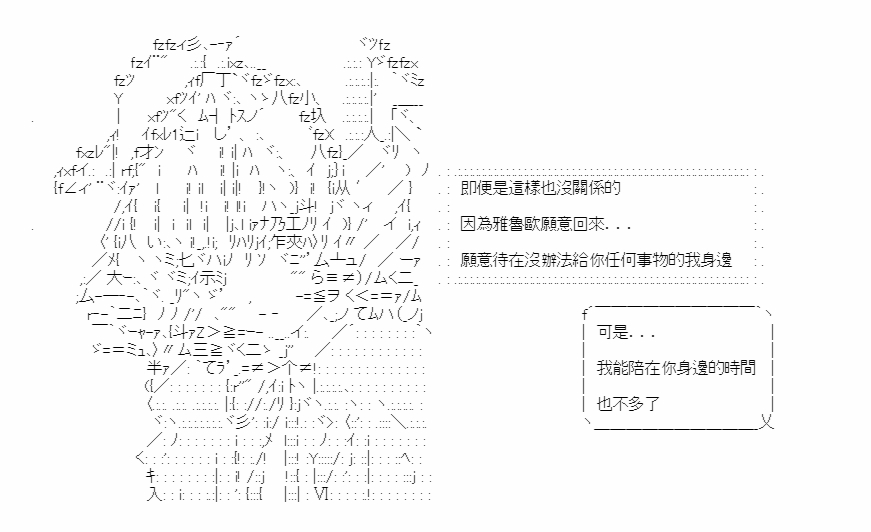 即便是這樣也沒關係的
因為雅魯歐願意回來...
願意待在沒辦法給你任何事物的我身邊
可是...
我能陪在你身邊的時間
也不多了